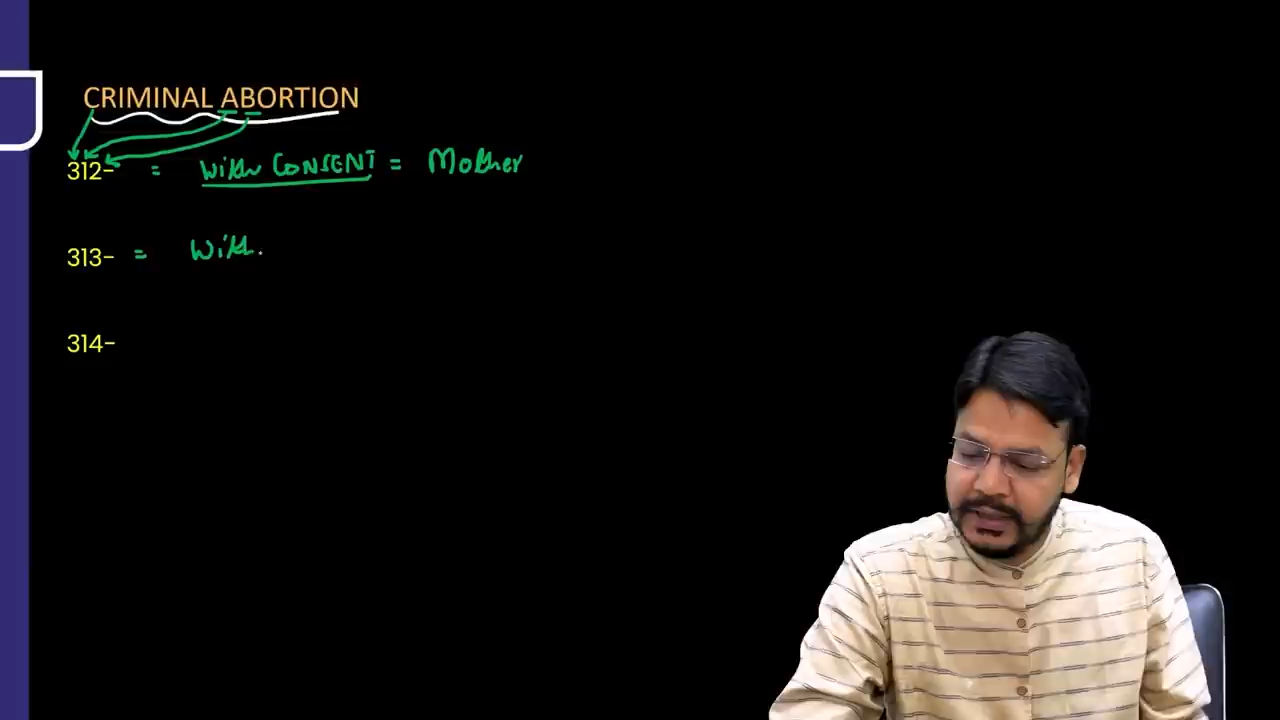 CRIMINAL ABORTION
312- = With CONSENT = Mother
313- = With
314-